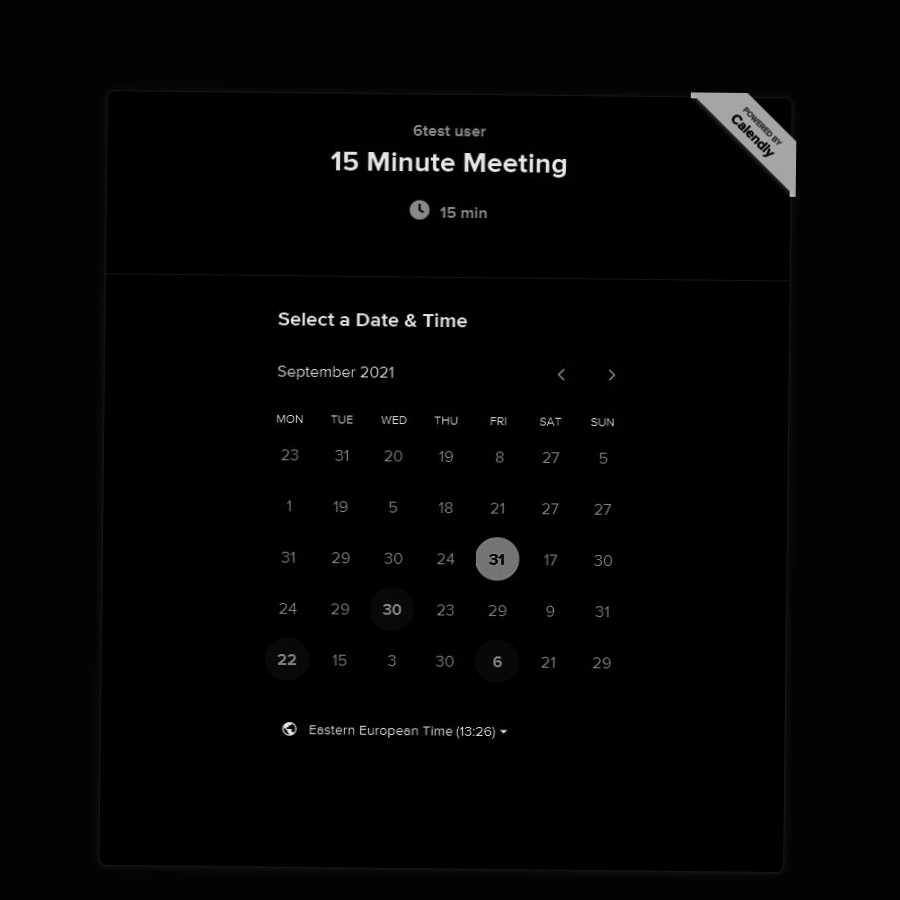 POWERED BY
Calendly
6test user
15 Minute Meeting
15 min
Select a Date & Time
September 2021
MON TUE WED THU FRI SAT SUN
23 31 20 19 8 27 5
1 19 5 18 21 27 27
31 29 30 24 31 17 30
24 29 30 23 29 9 31
22 15 3 30 6 21 29
Eastern European Time (13:26)